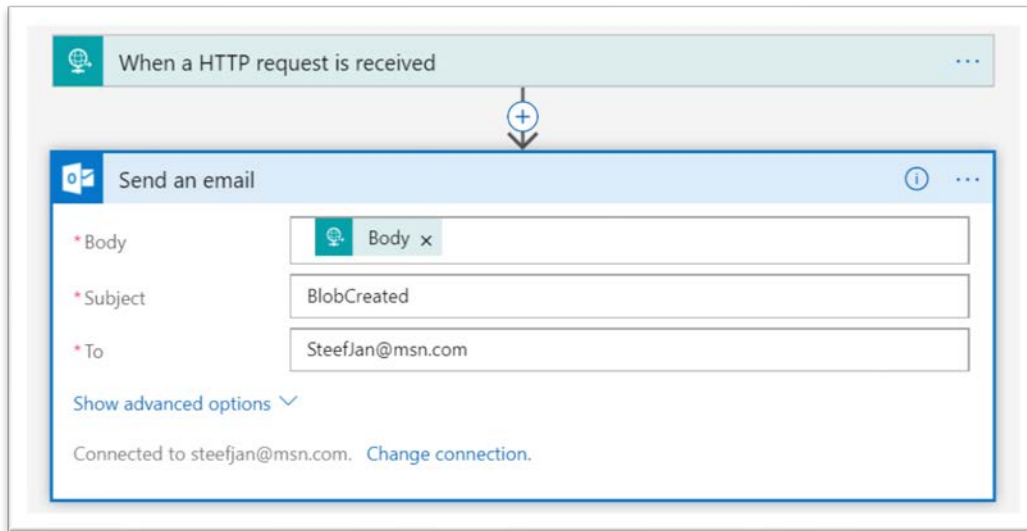 When a HTTP request is received
Send an email
* Body
Body ×
* Subject
BlobCreated
* To
SteefJan@msn.com
Show advanced options
Connected to steefjan@msn.com. Change connection.